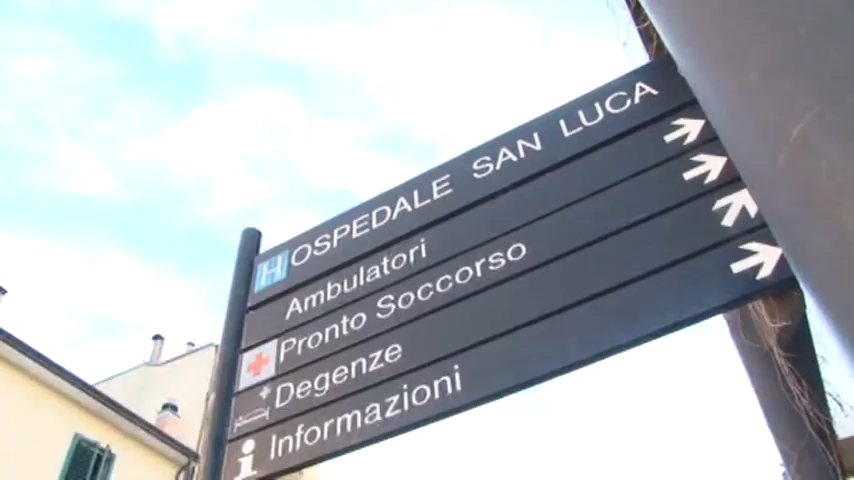 H OSPEDALE SAN LUCA
Ambulatori
Pronto Soccorso
Degenze
i Informazioni